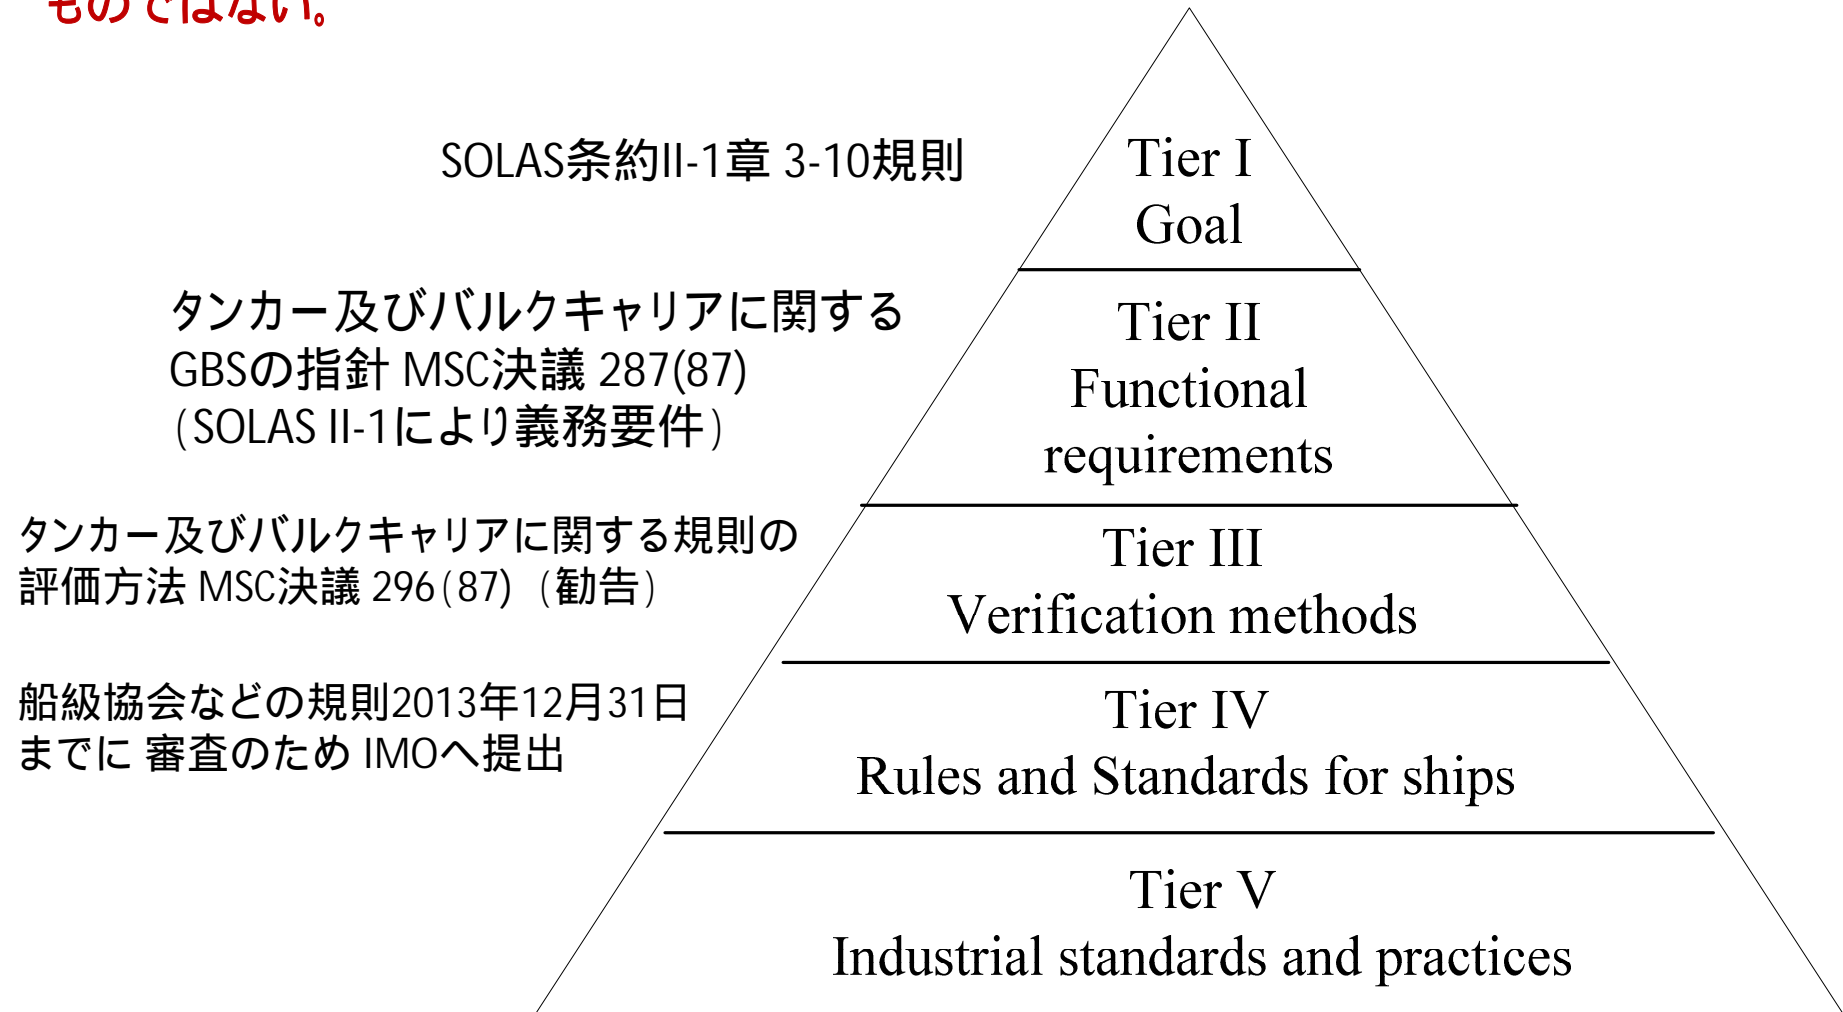 ものではない。
SOLAS条約II-1章 3-10規則
Tier I
Goal
タンカー及びバルクキャリアに関する
GBSの指針 MSC決議 287(87)
(SOLAS II-1により義務要件)
Tier II
Functional
requirements
タンカー及びバルクキャリアに関する規則の
評価方法 MSC決議 296(87) (勧告)
Tier III
Verification methods
船級協会などの規則2013年12月31日
までに 審査のため IMOへ提出
Tier IV
Rules and Standards for ships
Tier V
Industrial standards and practices